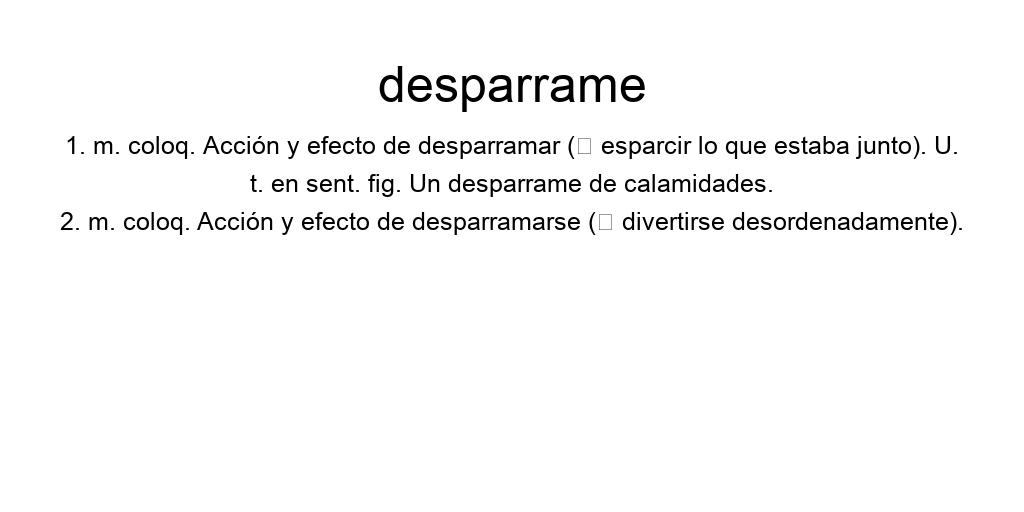 desparrame
1. m. coloq. Acción y efecto de desparramar (▯ esparcir lo que estaba junto). U.
t. en sent. fig. Un desparrame de calamidades.
2. m. coloq. Acción y efecto de desparramarse (▯ divertirse desordenadamente).